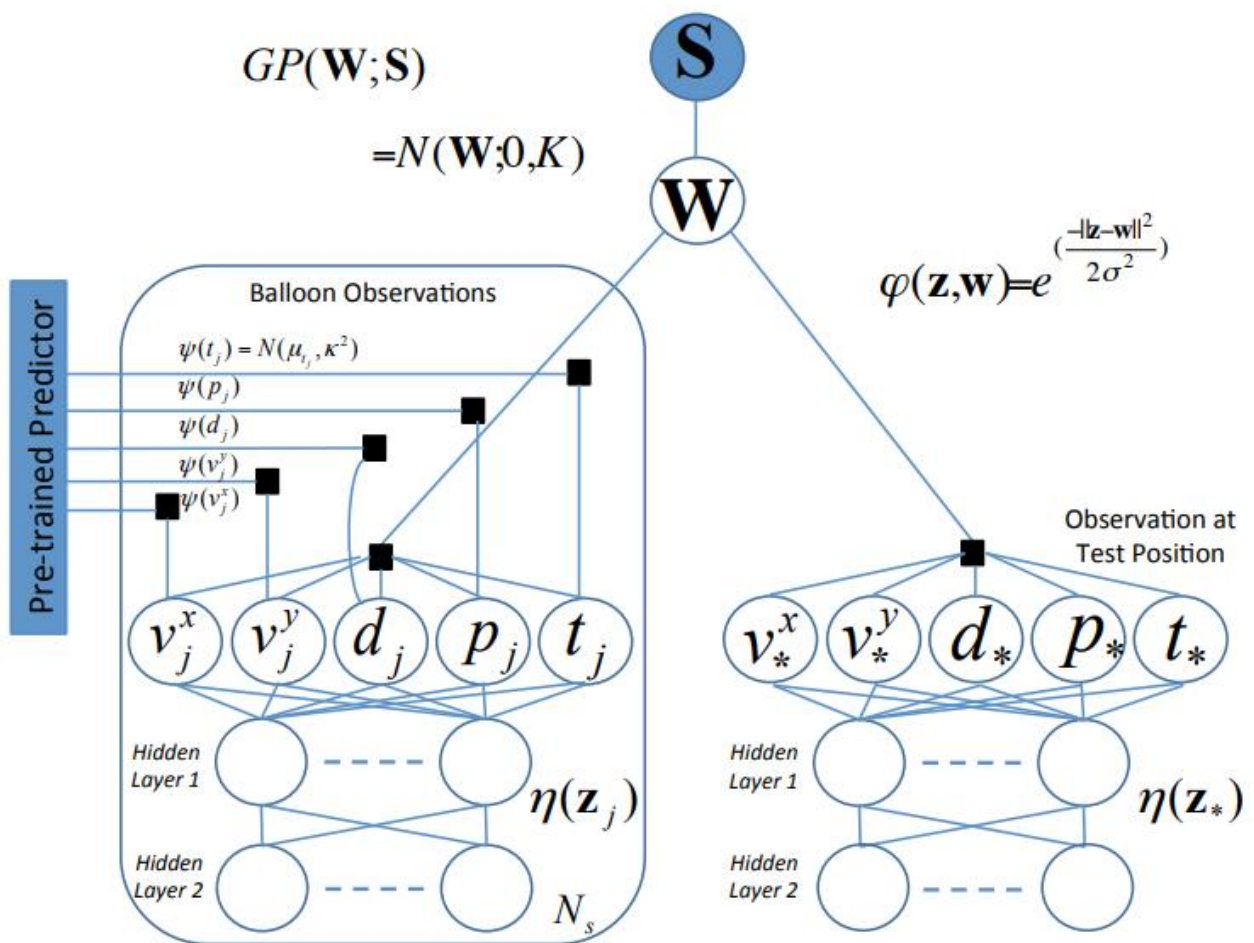 S
GP(W;S)
=N(W;0,K)
W
φ(z,w)=e^(-||z-w||²/2σ²)
Balloon Observations
Pre-trained Predictor
ψ(t_j) = N(μ_{t_j}, κ²)
ψ(p_j)
ψ(d_j)
ψ(v_j^y)
ψ(v_j^x)
Observation at
Test Position
v_j^x v_j^y d_j p_j t_j
v_*^x v_*^y d_* p_* t_*
Hidden
Layer 1
η(z_j)
Hidden
Layer 2
N_s
Hidden
Layer 1
η(z_*)
Hidden
Layer 2